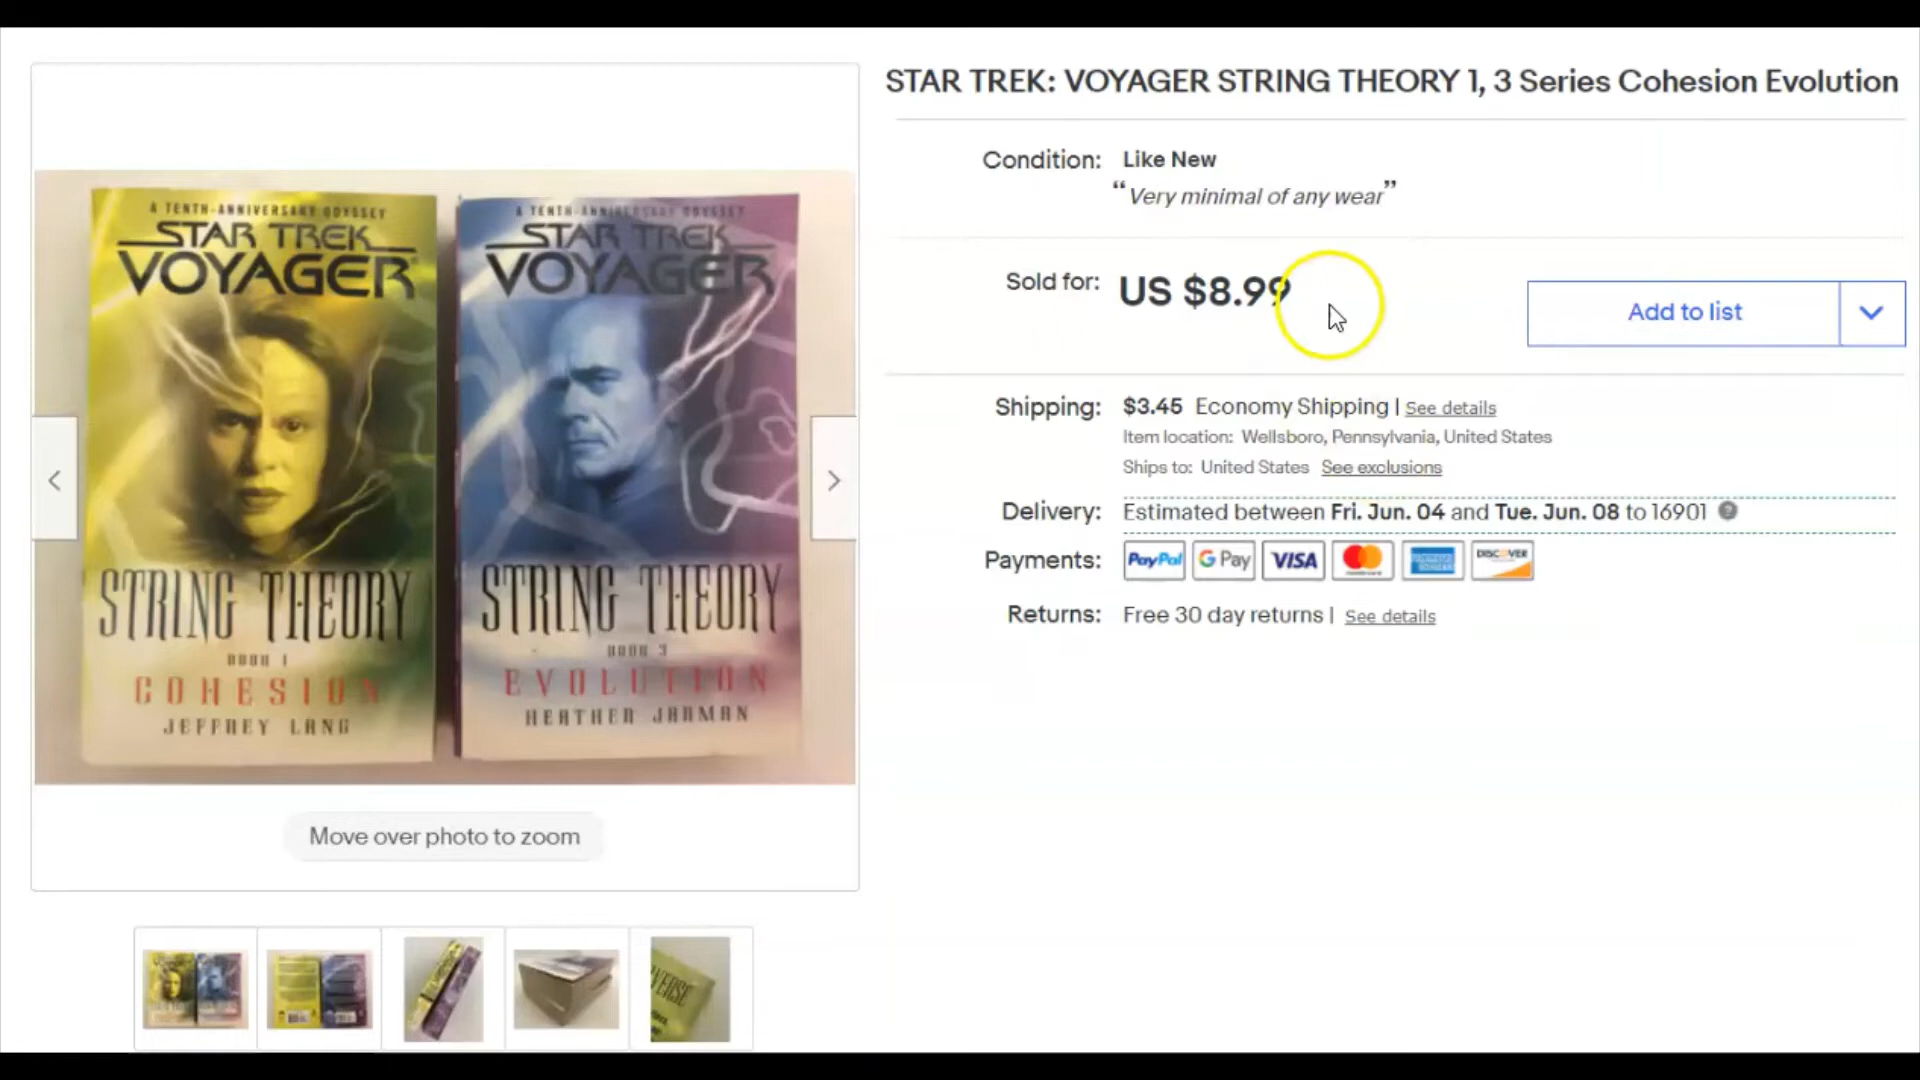 STAR TREK: VOYAGER STRING THEORY 1, 3 Series Cohesion Evolution
Condition: Like New
“Very minimal of any wear”
Sold for: US $8.99
Add to list
Shipping: $3.45 Economy Shipping | See details
Item location: Wellsboro, Pennsylvania, United States
Ships to: United States See exclusions
Delivery: Estimated between Fri. Jun. 04 and Tue. Jun. 08 to 16901
Payments: PayPal G Pay VISA DISCOVER
Returns: Free 30 day returns | See details
A TENTH-ANNIVERSARY ODYSSEY
STAR TREK
VOYAGER
STRING THEORY
BOOK 1
COHESION
JEFFREY LANG
A TENTH-ANNIVERSARY ODYSSEY
STAR TREK
VOYAGER
STRING THEORY
BOOK 3
EVOLUTION
HEATHER JARMAN
Move over photo to zoom